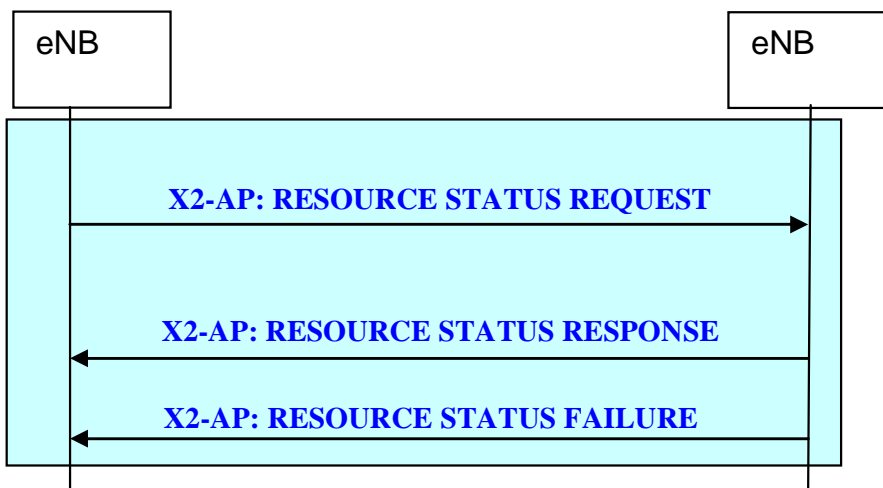 eNB
eNB
X2-AP: RESOURCE STATUS REQUEST
X2-AP: RESOURCE STATUS RESPONSE
X2-AP: RESOURCE STATUS FAILURE